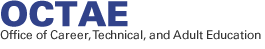 OCTAE
Office of Career, Technical, and Adult Education